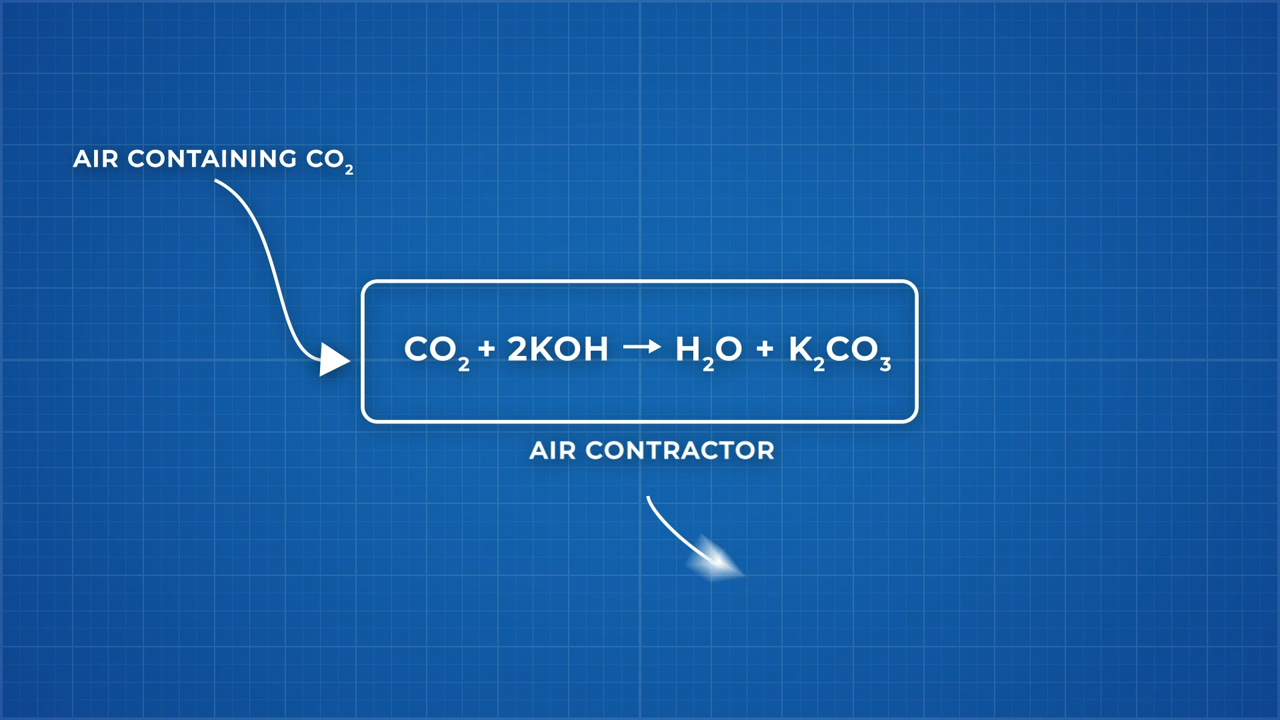 AIR CONTAINING CO₂
CO₂ + 2KOH → H₂O + K₂CO₃
AIR CONTRACTOR